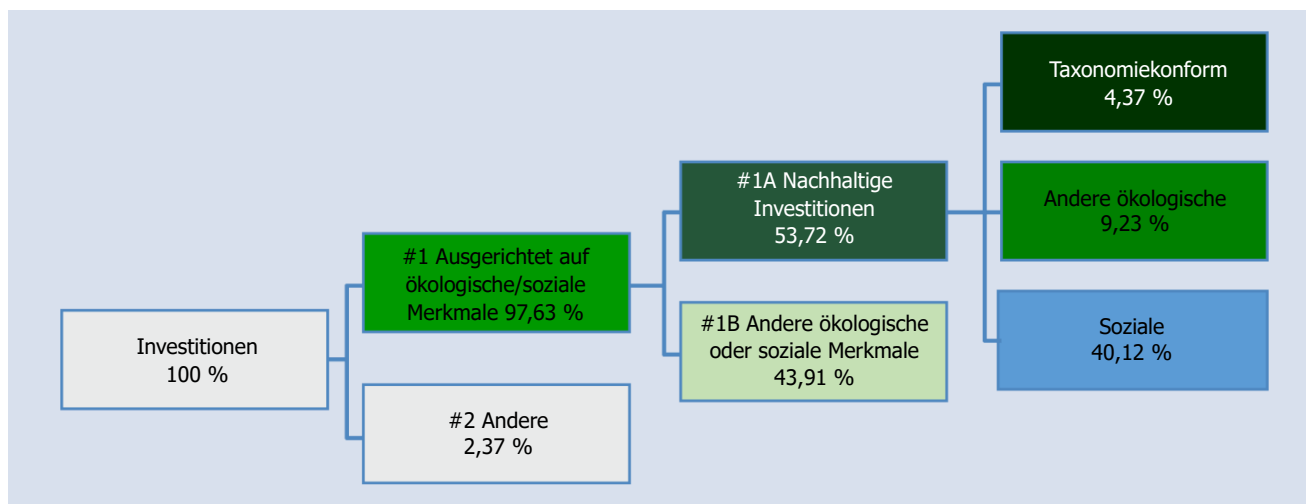 Investitionen
100 %
#1 Ausgerichtet auf
ökologische/soziale
Merkmale 97,63 %
#2 Andere
2,37 %
#1A Nachhaltige
Investitionen
53,72 %
#1B Andere ökologische
oder soziale Merkmale
43,91 %
Taxonomiekonform
4,37 %
Andere ökologische
9,23 %
Soziale
40,12 %